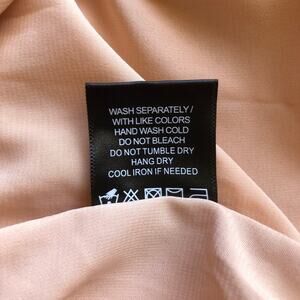 WASH SEPARATELY /
WITH LIKE COLORS
HAND WASH COLD
DO NOT BLEACH
DO NOT TUMBLE DRY
HANG DRY
COOL IRON IF NEEDED